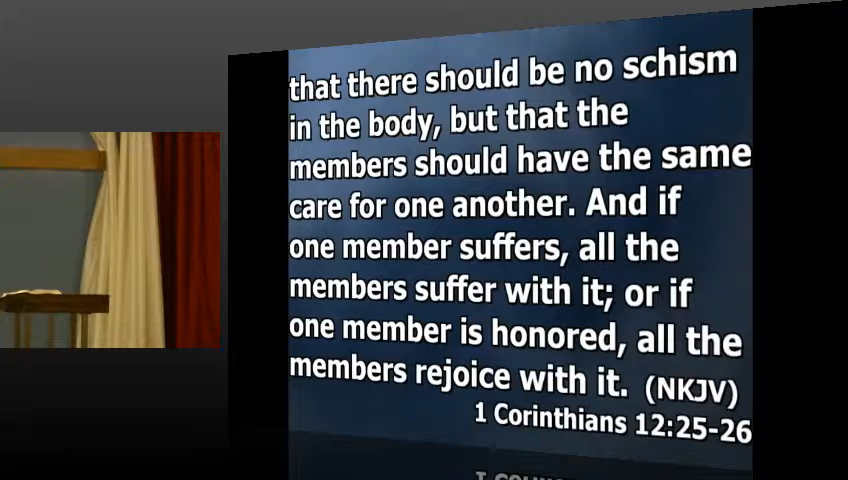 that there should be no schism
in the body, but that the
members should have the same
care for one another. And if
one member suffers, all the
members suffer with it; or if
one member is honored, all the
members rejoice with it. (NKJV)
1 Corinthians 12:25-26